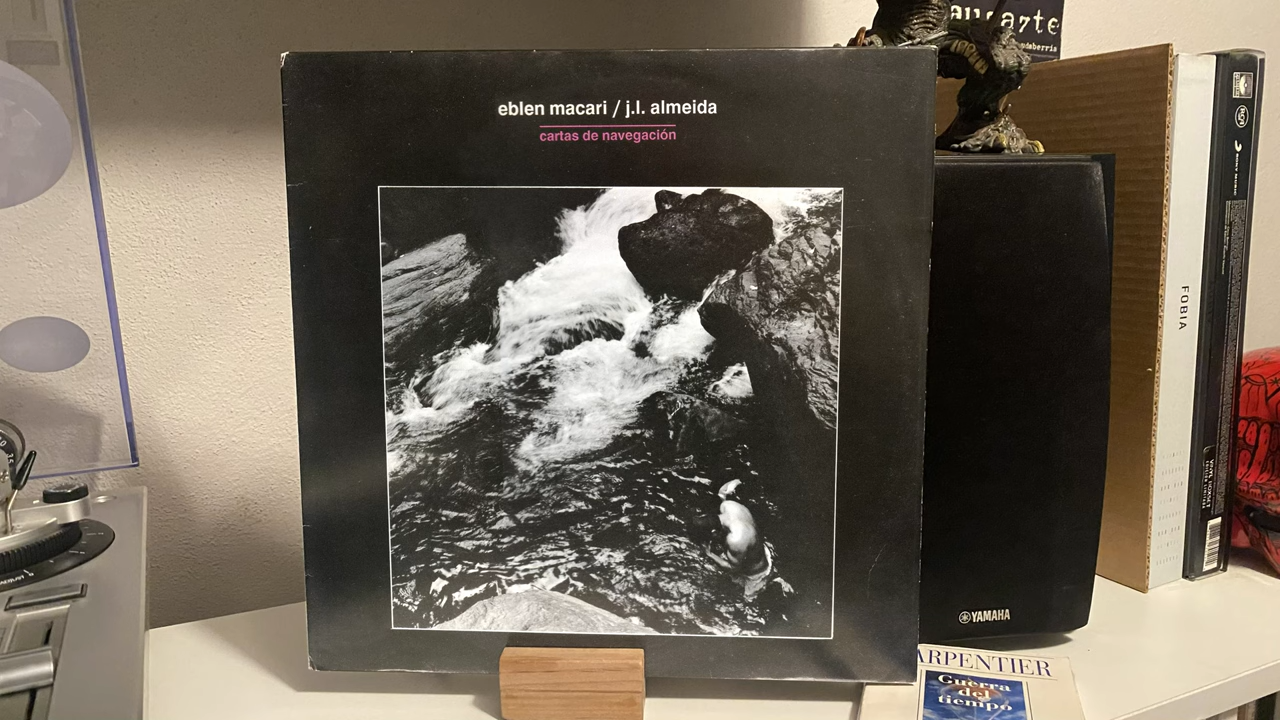 eblen macari / j.l. almeida
cartas de navegación
FOBIA
YAMAHA
ARPENTIER
Guerra
del
tiempo